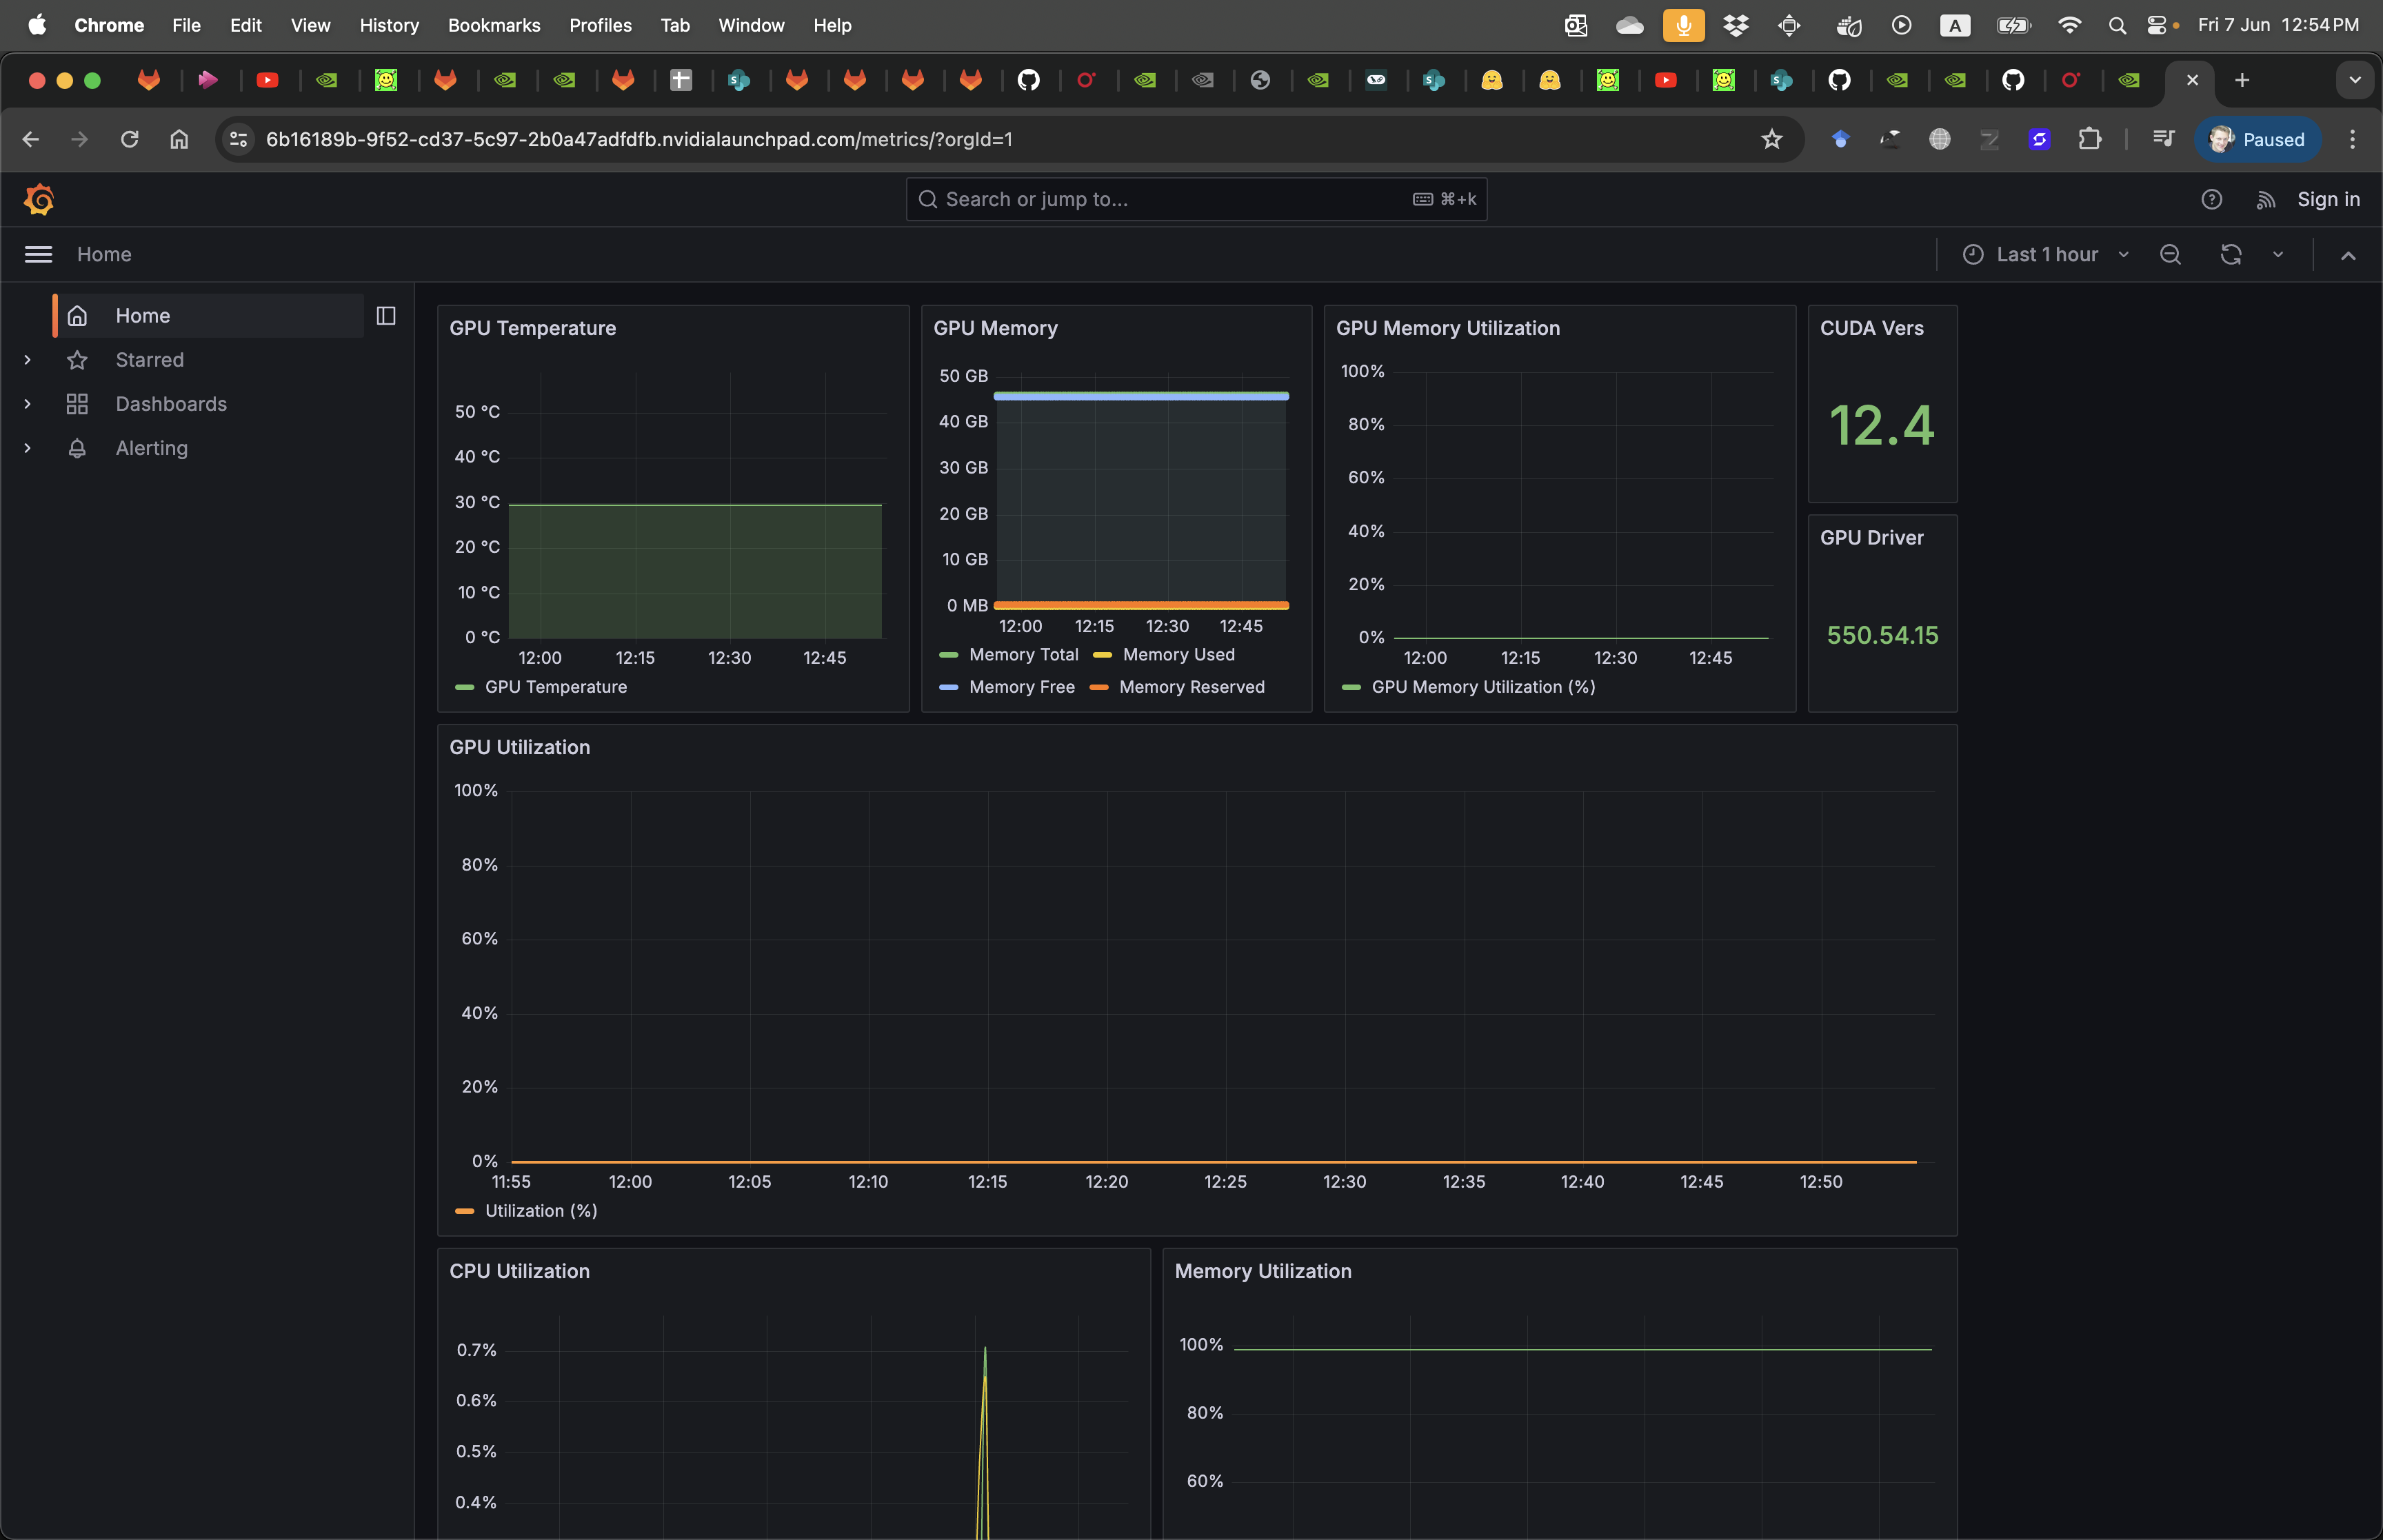 Chrome File Edit View History Bookmarks Profiles Tab Window Help A Fri 7 Jun 12:54 PM
6b16189b-9f52-cd37-5c97-2b0a47adfdfb.nvidialaunchpad.com/metrics/?orgId=1 Paused
Search or jump to... ⌘+k Sign in
Home Last 1 hour
Home
Starred
Dashboards
Alerting
GPU Temperature
50 °C
40 °C
30 °C
20 °C
10 °C
0 °C
12:00 12:15 12:30 12:45
GPU Temperature
GPU Memory
50 GB
40 GB
30 GB
20 GB
10 GB
0 MB
12:00 12:15 12:30 12:45
Memory Total Memory Used
Memory Free Memory Reserved
GPU Memory Utilization
100%
80%
60%
40%
20%
0%
12:00 12:15 12:30 12:45
GPU Memory Utilization (%)
CUDA Vers
12.4
GPU Driver
550.54.15
GPU Utilization
100%
80%
60%
40%
20%
0%
11:55 12:00 12:05 12:10 12:15 12:20 12:25 12:30 12:35 12:40 12:45 12:50
Utilization (%)
CPU Utilization
0.7%
0.6%
0.5%
0.4%
Memory Utilization
100%
80%
60%